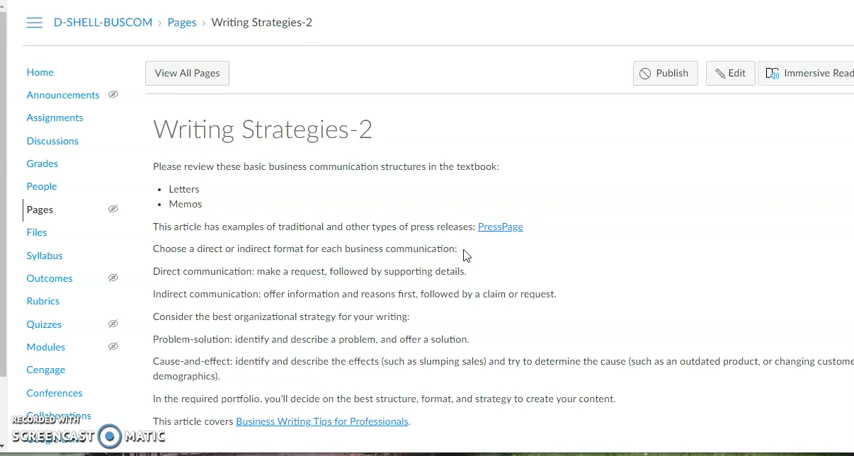 D-SHELL-BUSCOM › Pages › Writing Strategies-2
View All Pages
Publish
Edit
Immersive Read
Home
Announcements
Assignments
Discussions
Grades
People
Pages
Files
Syllabus
Outcomes
Rubrics
Quizzes
Modules
Cengage
Conferences
Collaborations
Writing Strategies-2
Please review these basic business communication structures in the textbook:
• Letters
• Memos
This article has examples of traditional and other types of press releases: PressPage
Choose a direct or indirect format for each business communication:
Direct communication: make a request, followed by supporting details.
Indirect communication: offer information and reasons first, followed by a claim or request.
Consider the best organizational strategy for your writing:
Problem-solution: identify and describe a problem, and offer a solution.
Cause-and-effect: identify and describe the effects (such as slumping sales) and try to determine the cause (such as an outdated product, or changing custome
demographics).
In the required portfolio, you'll decide on the best structure, format, and strategy to create your content.
This article covers Business Writing Tips for Professionals.
RECORDED WITH
SCREENCAST MATIC